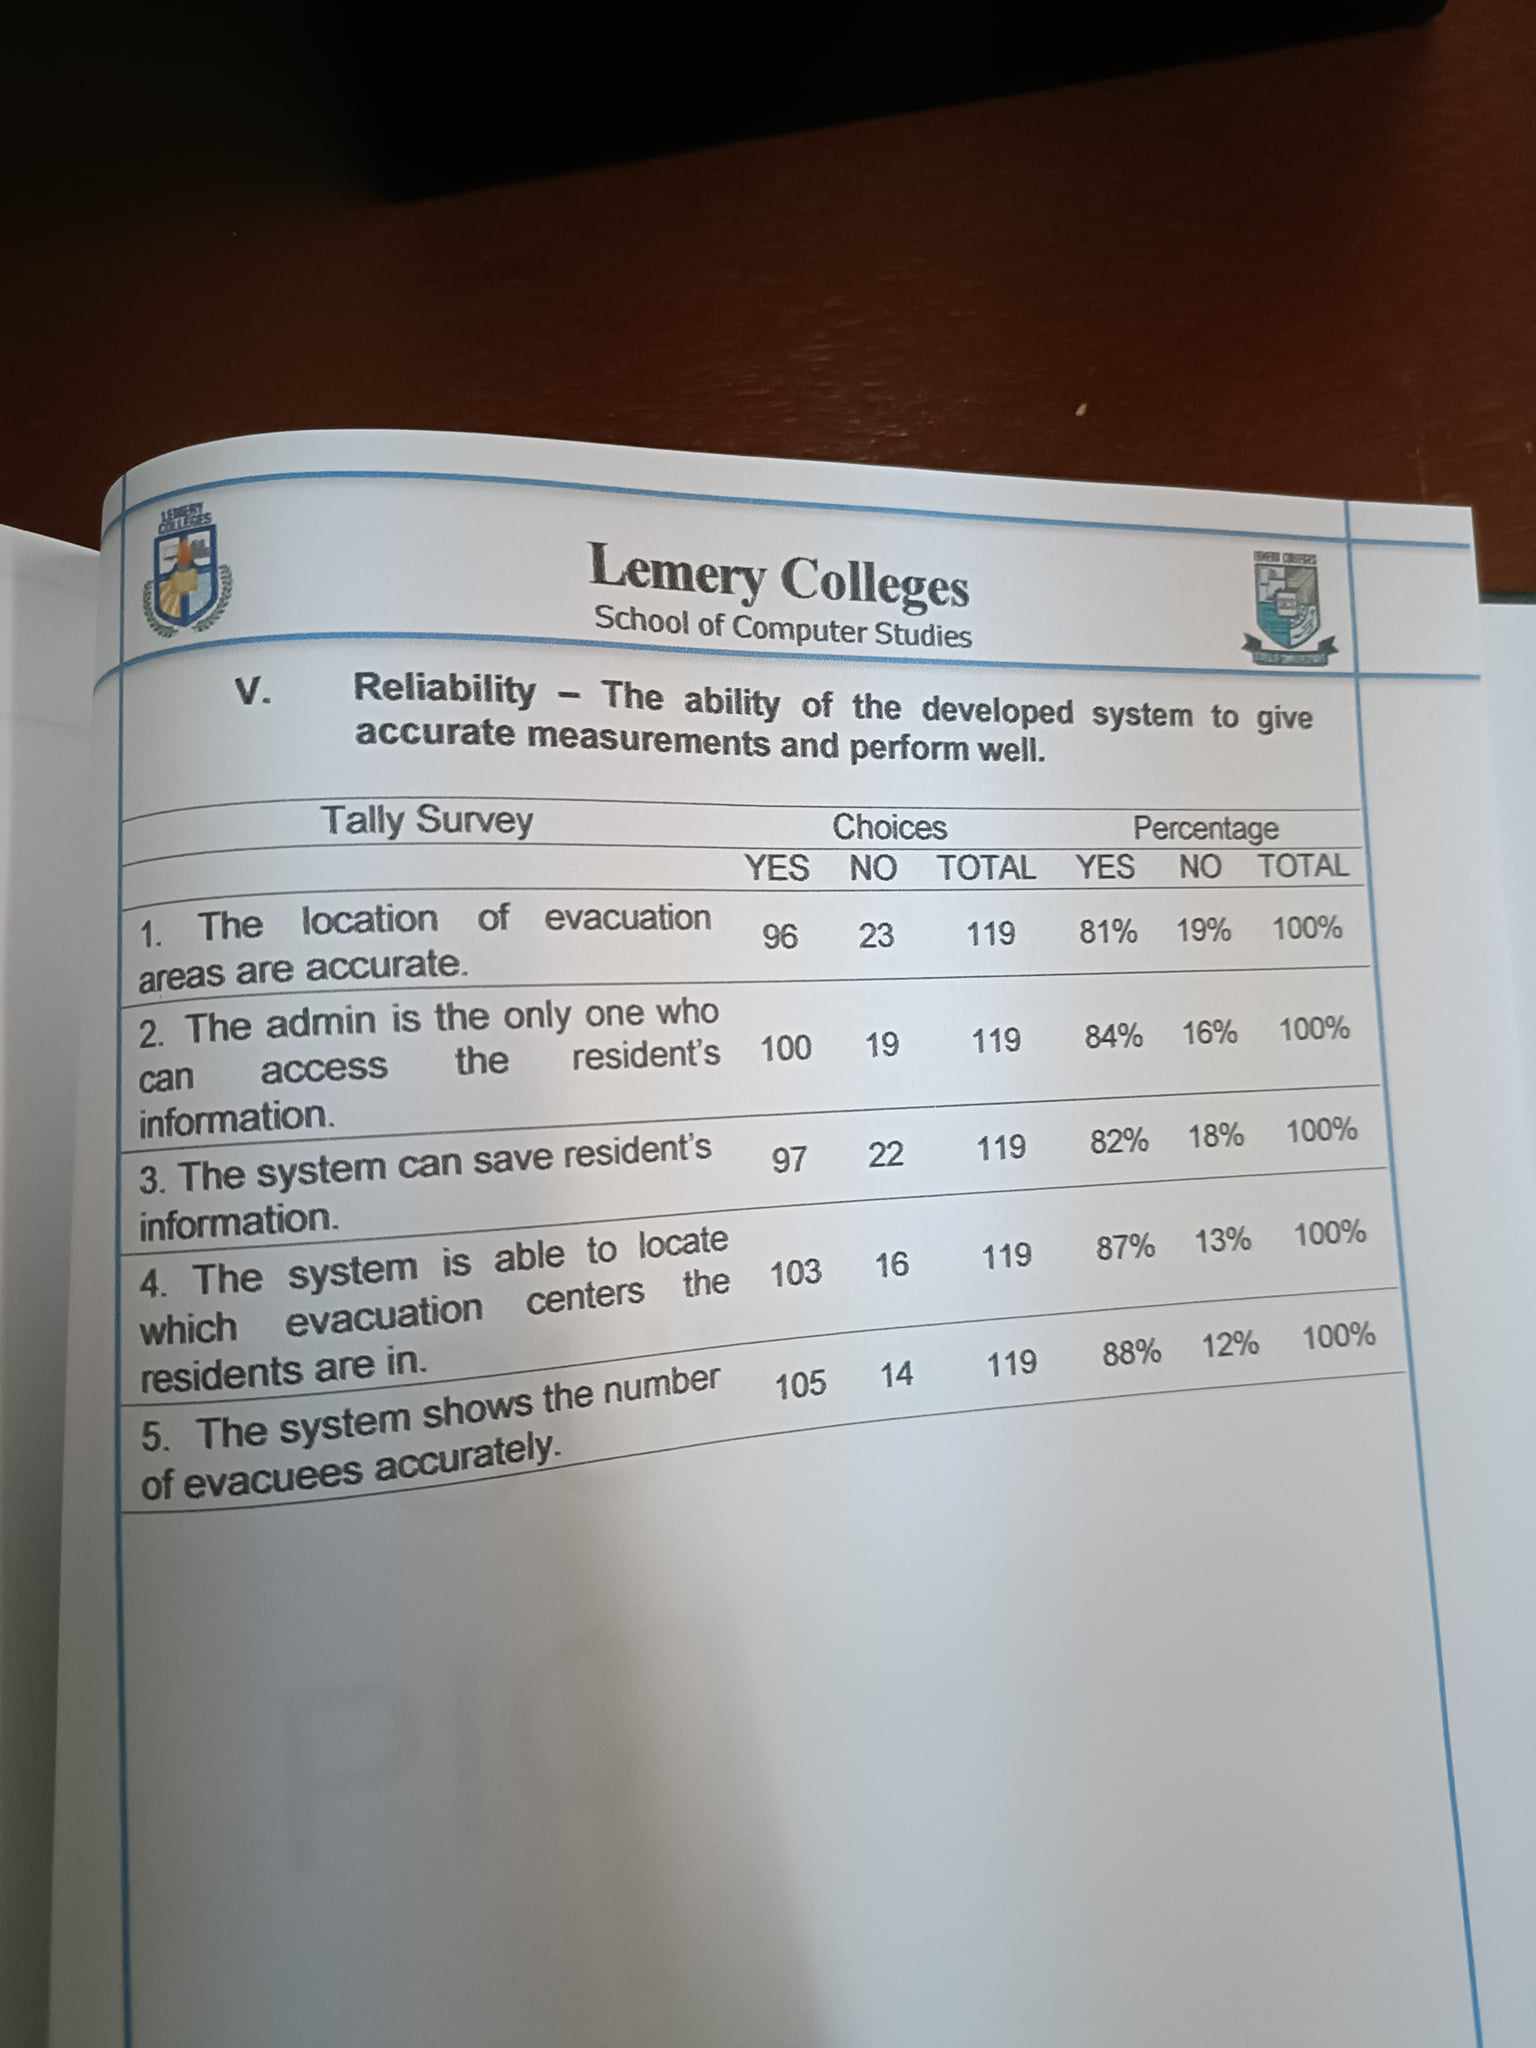 LEMERY
COLLEGES
Lemery Colleges
School of Computer Studies
LEMERY COLLEGES
V. Reliability – The ability of the developed system to give
accurate measurements and perform well.
Tally Survey Choices Percentage
YES NO TOTAL YES NO TOTAL
1. The location of evacuation
areas are accurate.
96 23 119 81% 19% 100%
2. The admin is the only one who
can access the resident's
information.
100 19 119 84% 16% 100%
3. The system can save resident's
information.
97 22 119 82% 18% 100%
4. The system is able to locate
which evacuation centers the
residents are in.
103 16 119 87% 13% 100%
5. The system shows the number
of evacuees accurately.
105 14 119 88% 12% 100%